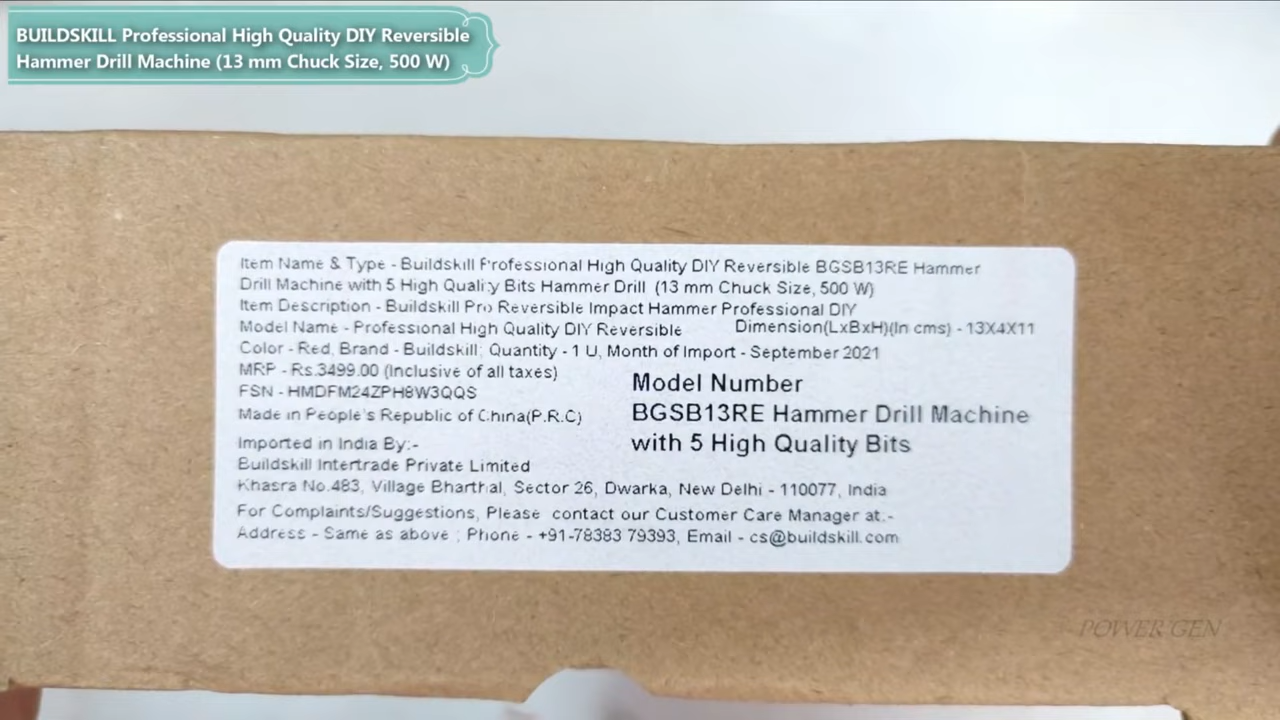 BUILDSKILL Professional High Quality DIY Reversible
Hammer Drill Machine (13 mm Chuck Size, 500 W)
Item Name & Type - Buildskill Professional High Quality DIY Reversible BGSB13RE Hammer
Drill Machine with 5 High Quality Bits Hammer Drill (13 mm Chuck Size, 500 W)
Item Description - Buildskill Pro Reversible Impact Hammer Professional DIY
Model Name - Professional High Quality DIY Reversible Dimension(LxBxH)(In cms) - 13X4X11
Color - Red, Brand - Buildskill; Quantity - 1 U, Month of Import - September 2021
MRP - Rs.3499.00 (Inclusive of all taxes)
FSN - HMDFM24ZPH8W3QQS
Made in People's Republic of China(P.R.C)
Model Number
BGSB13RE Hammer Drill Machine
with 5 High Quality Bits
Imported in India By:-
Buildskill Intertrade Private Limited
Khasra No.483, Village Bharthal, Sector 26, Dwarka, New Delhi - 110077, India
For Complaints/Suggestions, Please contact our Customer Care Manager at:-
Address - Same as above ; Phone - +91-78383 79393, Email - cs@buildskill.com
POWER GEN